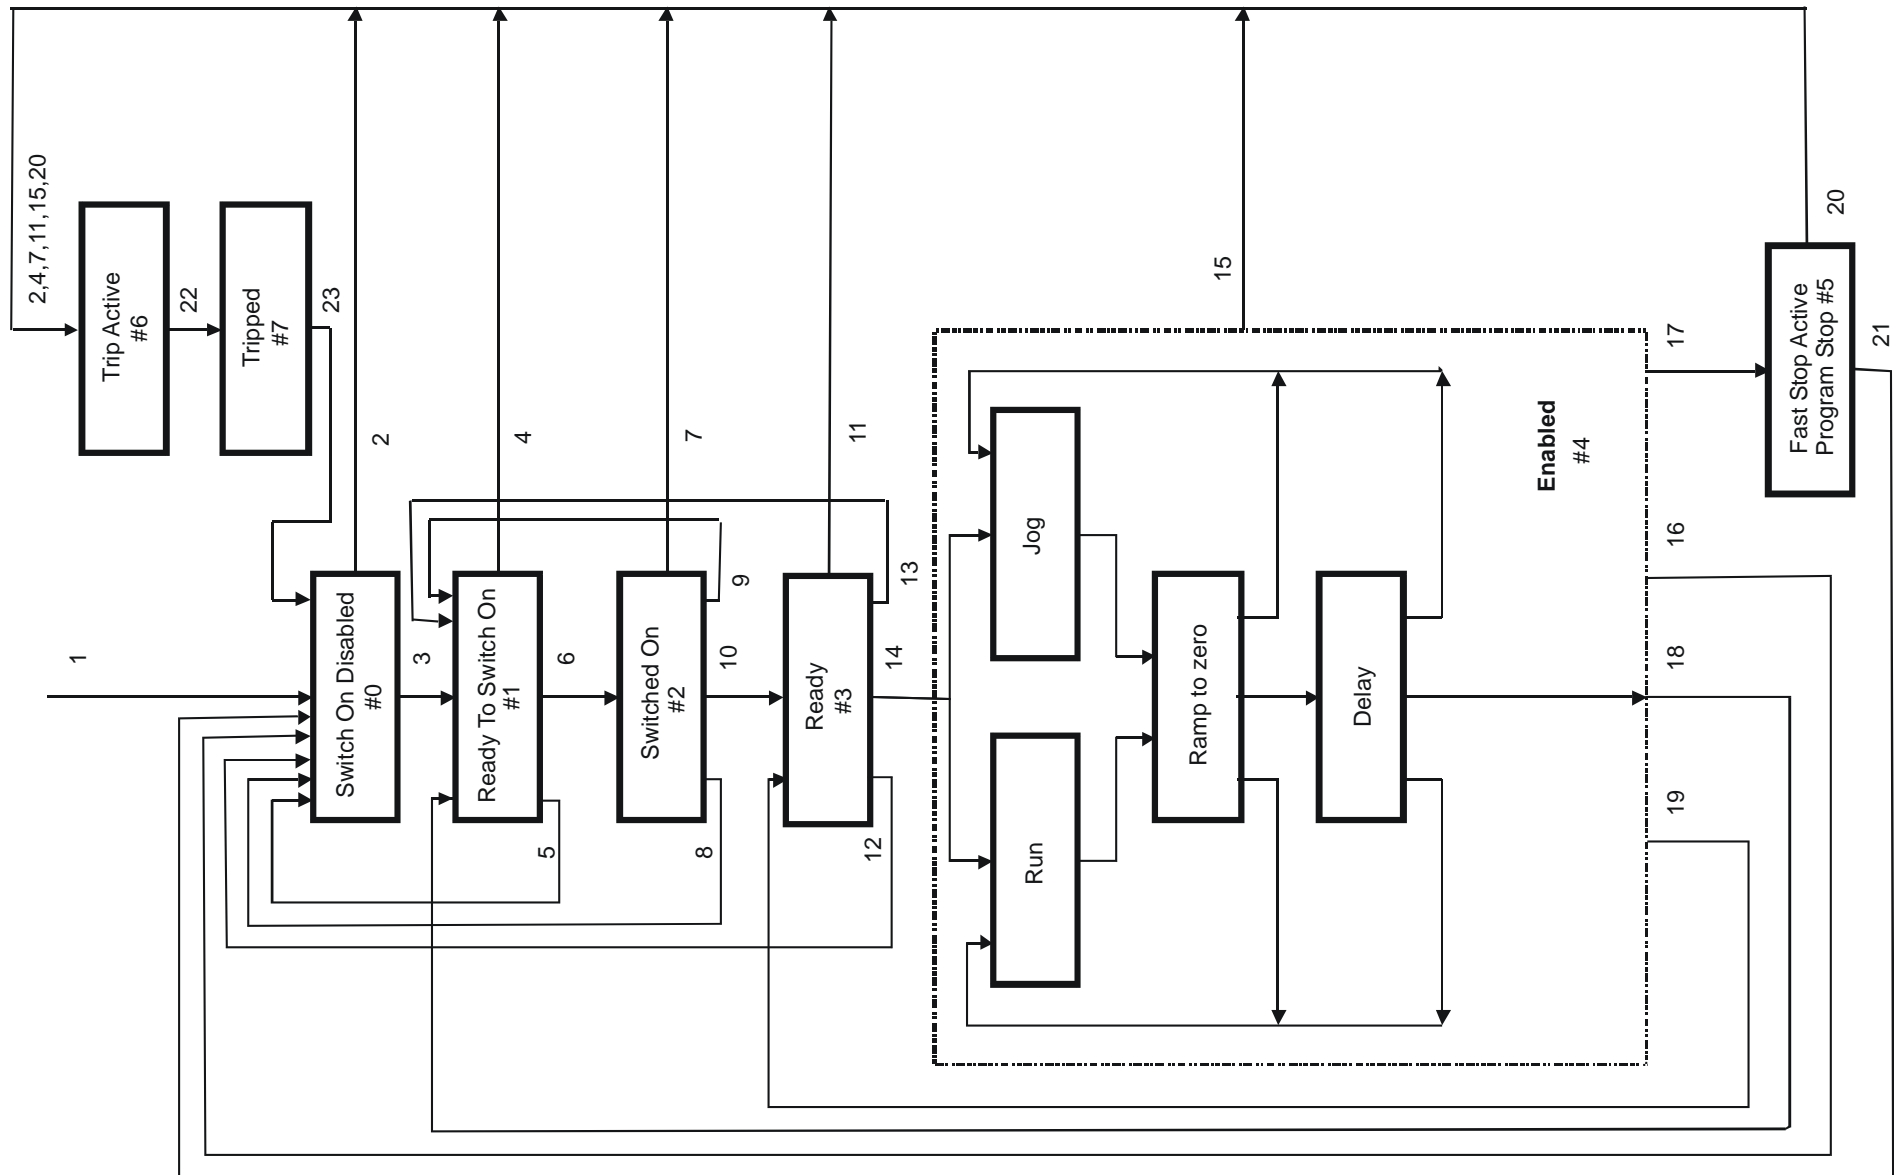 2,4,7,11,15,20
Trip Active
#6
22
Tripped
#7
23
1
Switch On Disabled
#0
2
3
Ready To Switch On
#1
4
5
6
Switched On
#2
7
8
9
10
Ready
#3
11
12
13
14
Run
Jog
Ramp to zero
Delay
Enabled
#4
15
16
17
18
19
Fast Stop Active
Program Stop #5
20
21